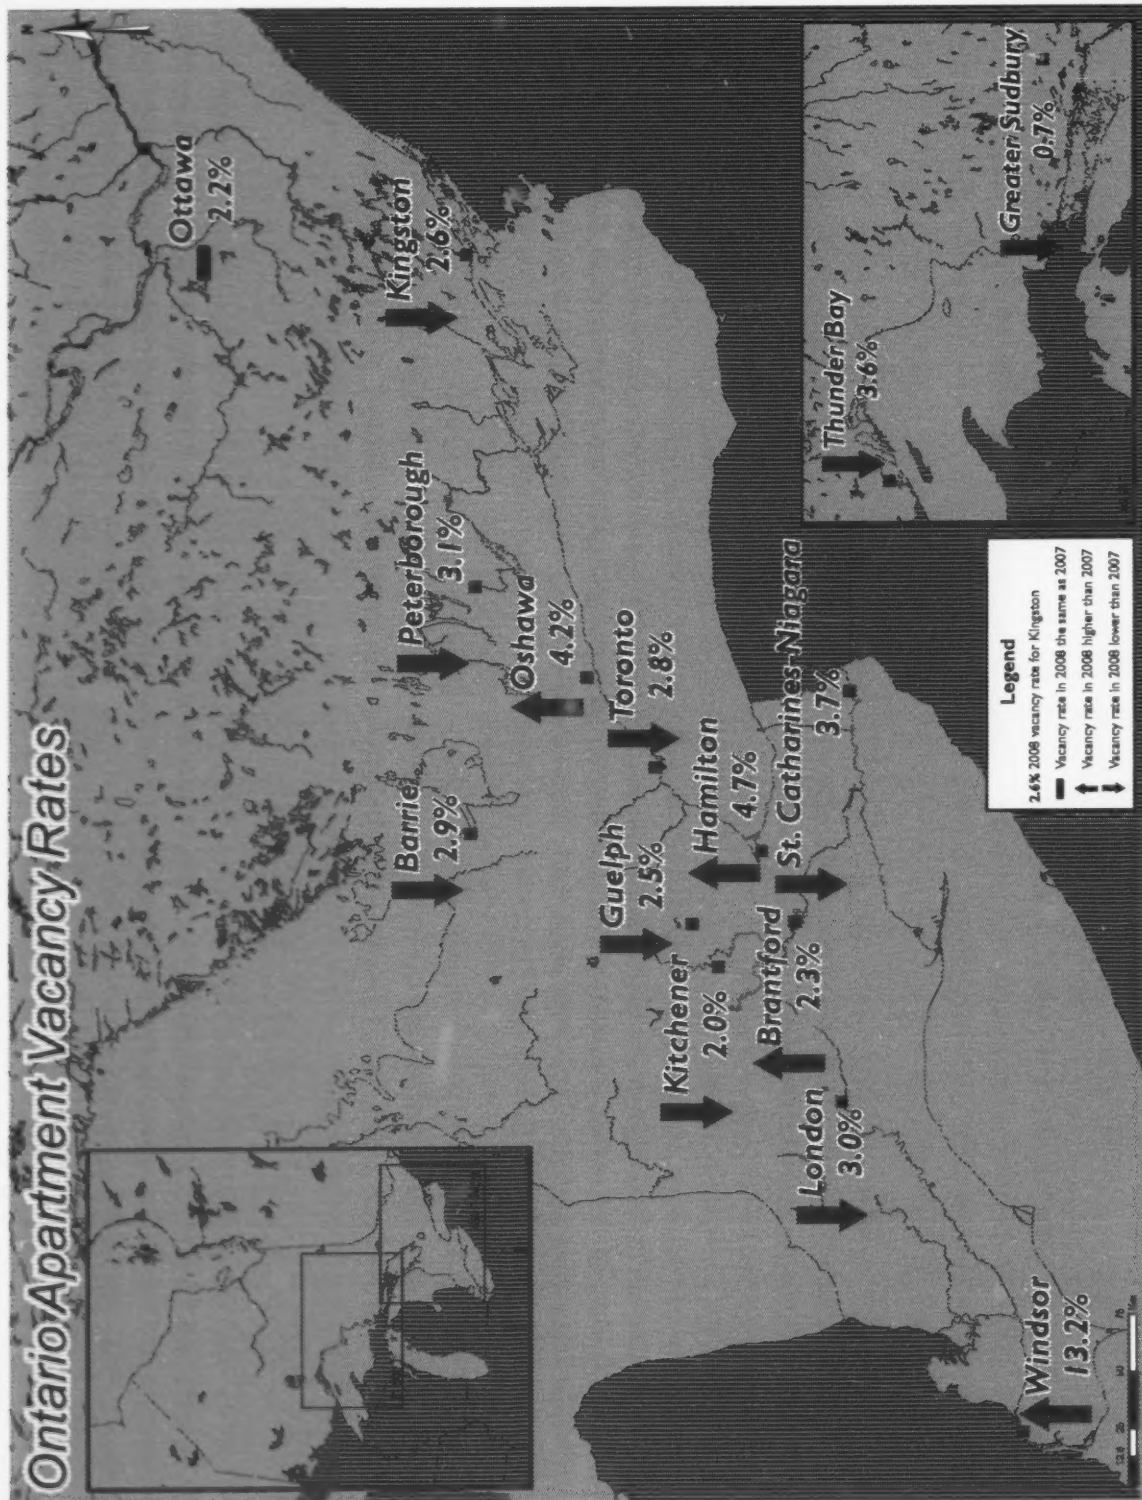 Ontario Apartment Vacancy Rates
N
Ottawa
2.2%
Kingston
2.6%
Peterborough
3.1%
Barrie
2.9%
Oshawa
4.2%
Toronto
2.8%
Guelph
2.5%
Hamilton
4.7%
Kitchener
2.0%
Brantford
2.3%
St. Catharines-Niagara
3.7%
London
3.0%
Windsor
13.2%
Thunder Bay
3.6%
Greater Sudbury
0.7%
Legend
2.6% 2008 vacancy rate for Kingston
Vacancy rate in 2008 the same as 2007
Vacancy rate in 2008 higher than 2007
Vacancy rate in 2008 lower than 2007